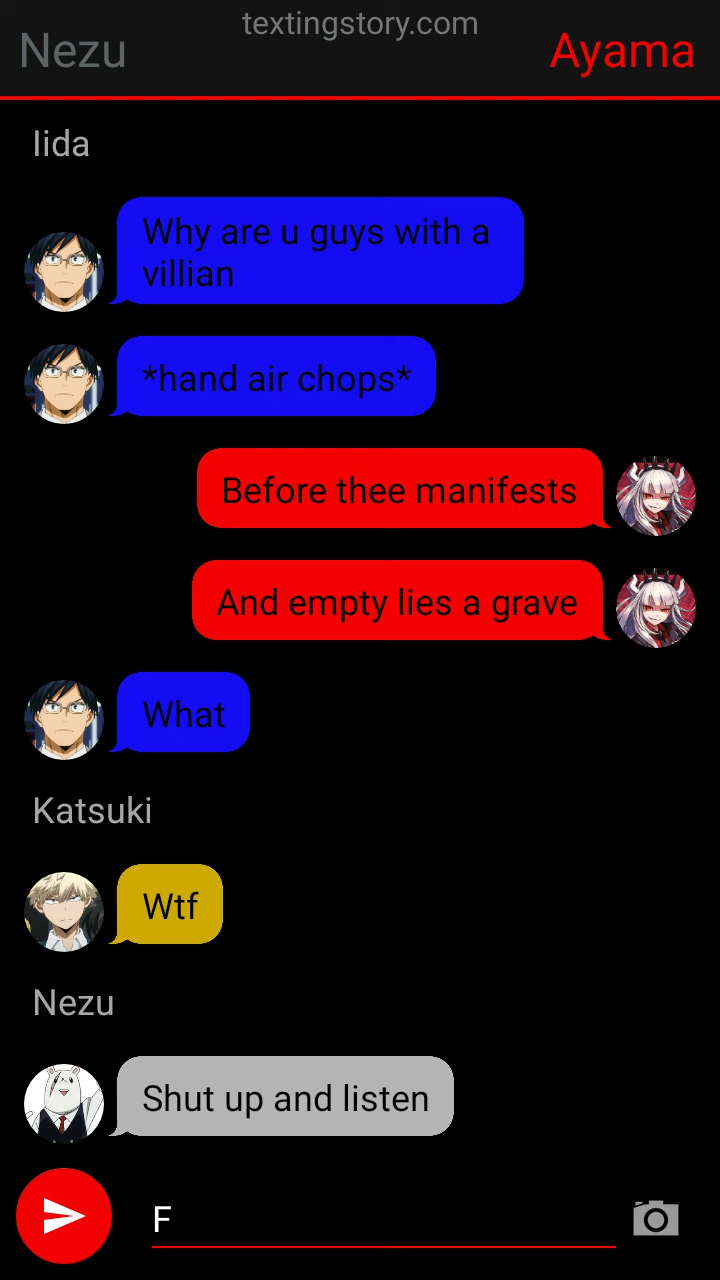 textingstory.com
Nezu
Ayama
Iida
Why are u guys with a
villian
*hand air chops*
Before thee manifests
And empty lies a grave
What
Katsuki
Wtf
Nezu
Shut up and listen
F